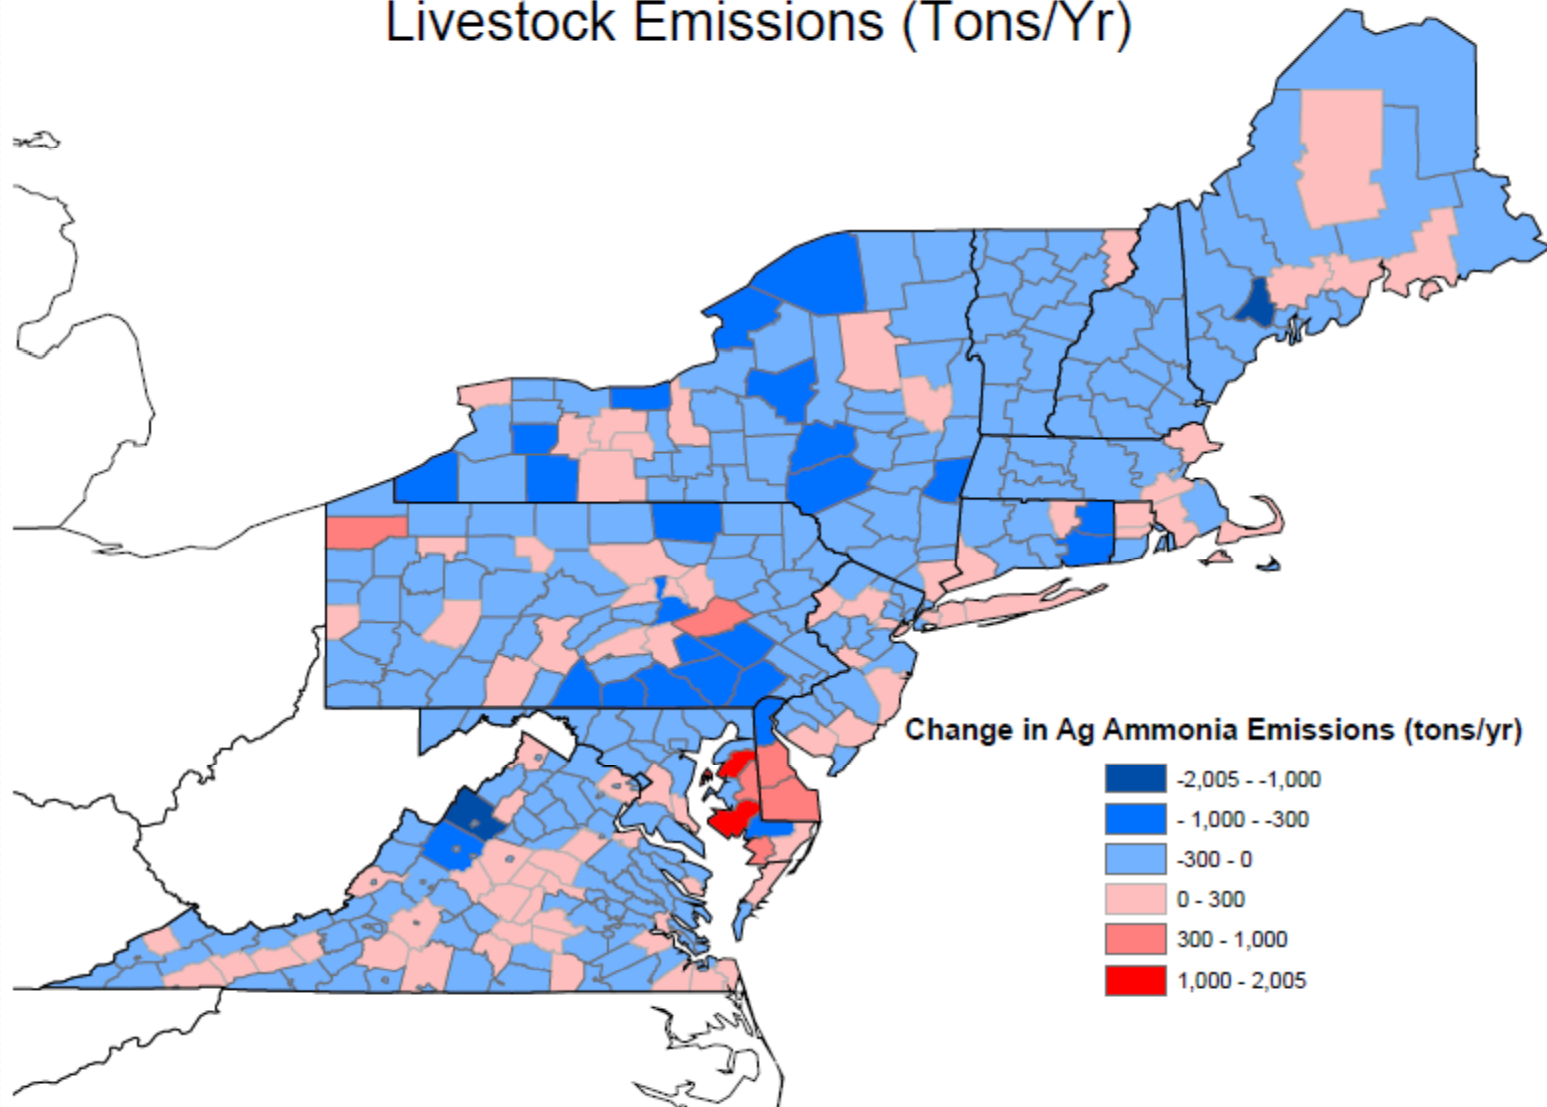 Livestock Emissions (Tons/Yr)
Change in Ag Ammonia Emissions (tons/yr)
-2,005 - -1,000
- 1,000 - -300
-300 - 0
0 - 300
300 - 1,000
1,000 - 2,005